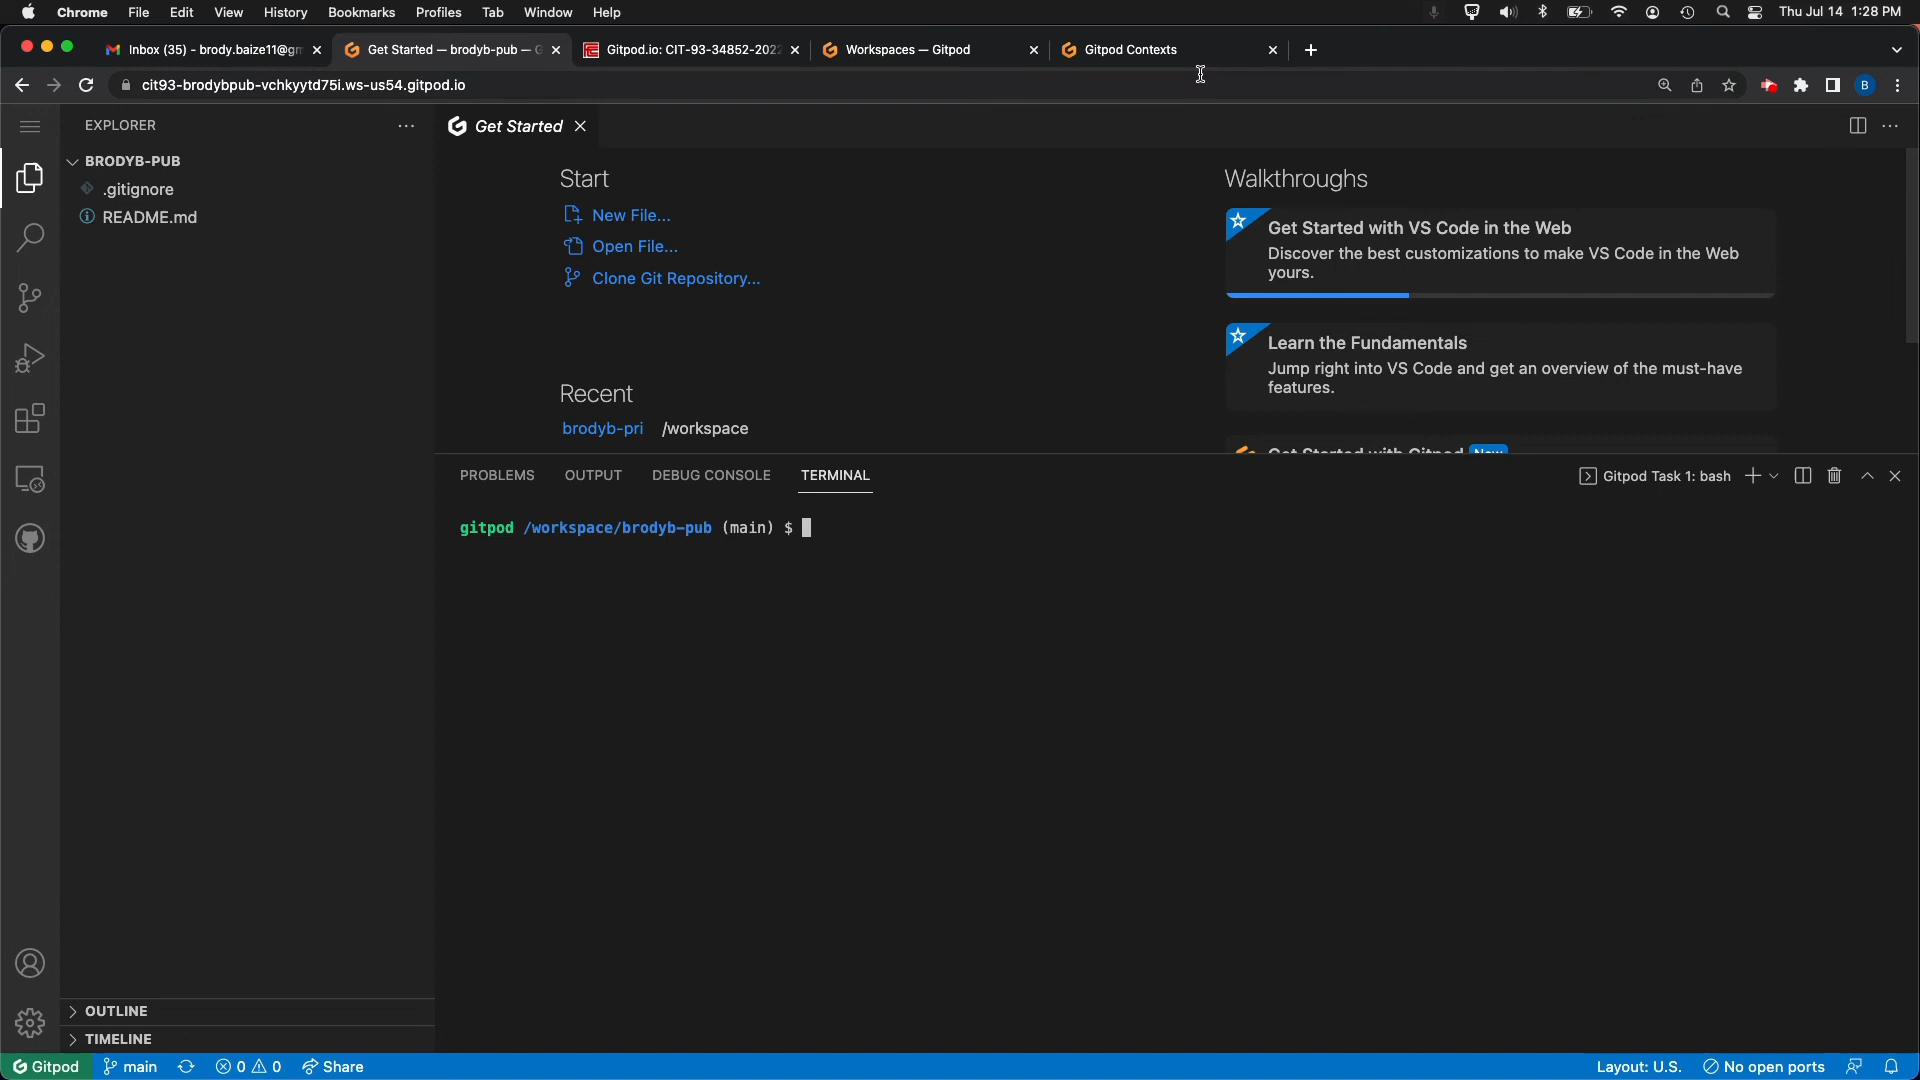 Chrome File Edit View History Bookmarks Profiles Tab Window Help Thu Jul 14 1:28 PM
Inbox (35) - brody.baize11@gm Get Started — brodyb-pub — G Gitpod.io: CIT-93-34852-2022 Workspaces — Gitpod Gitpod Contexts
cit93-brodybpub-vchkyytd75i.ws-us54.gitpod.io B
EXPLORER
Get Started
BRODYB-PUB
.gitignore
README.md
Start
New File...
Open File...
Clone Git Repository...
Recent
brodyb-pri /workspace
Walkthroughs
Get Started with VS Code in the Web
Discover the best customizations to make VS Code in the Web
yours.
Learn the Fundamentals
Jump right into VS Code and get an overview of the must-have
features.
Get Started with Gitpod New
PROBLEMS OUTPUT DEBUG CONSOLE TERMINAL Gitpod Task 1: bash
gitpod /workspace/brodyb-pub (main) $
OUTLINE
TIMELINE
Gitpod main 0 0 Share Layout: U.S. No open ports